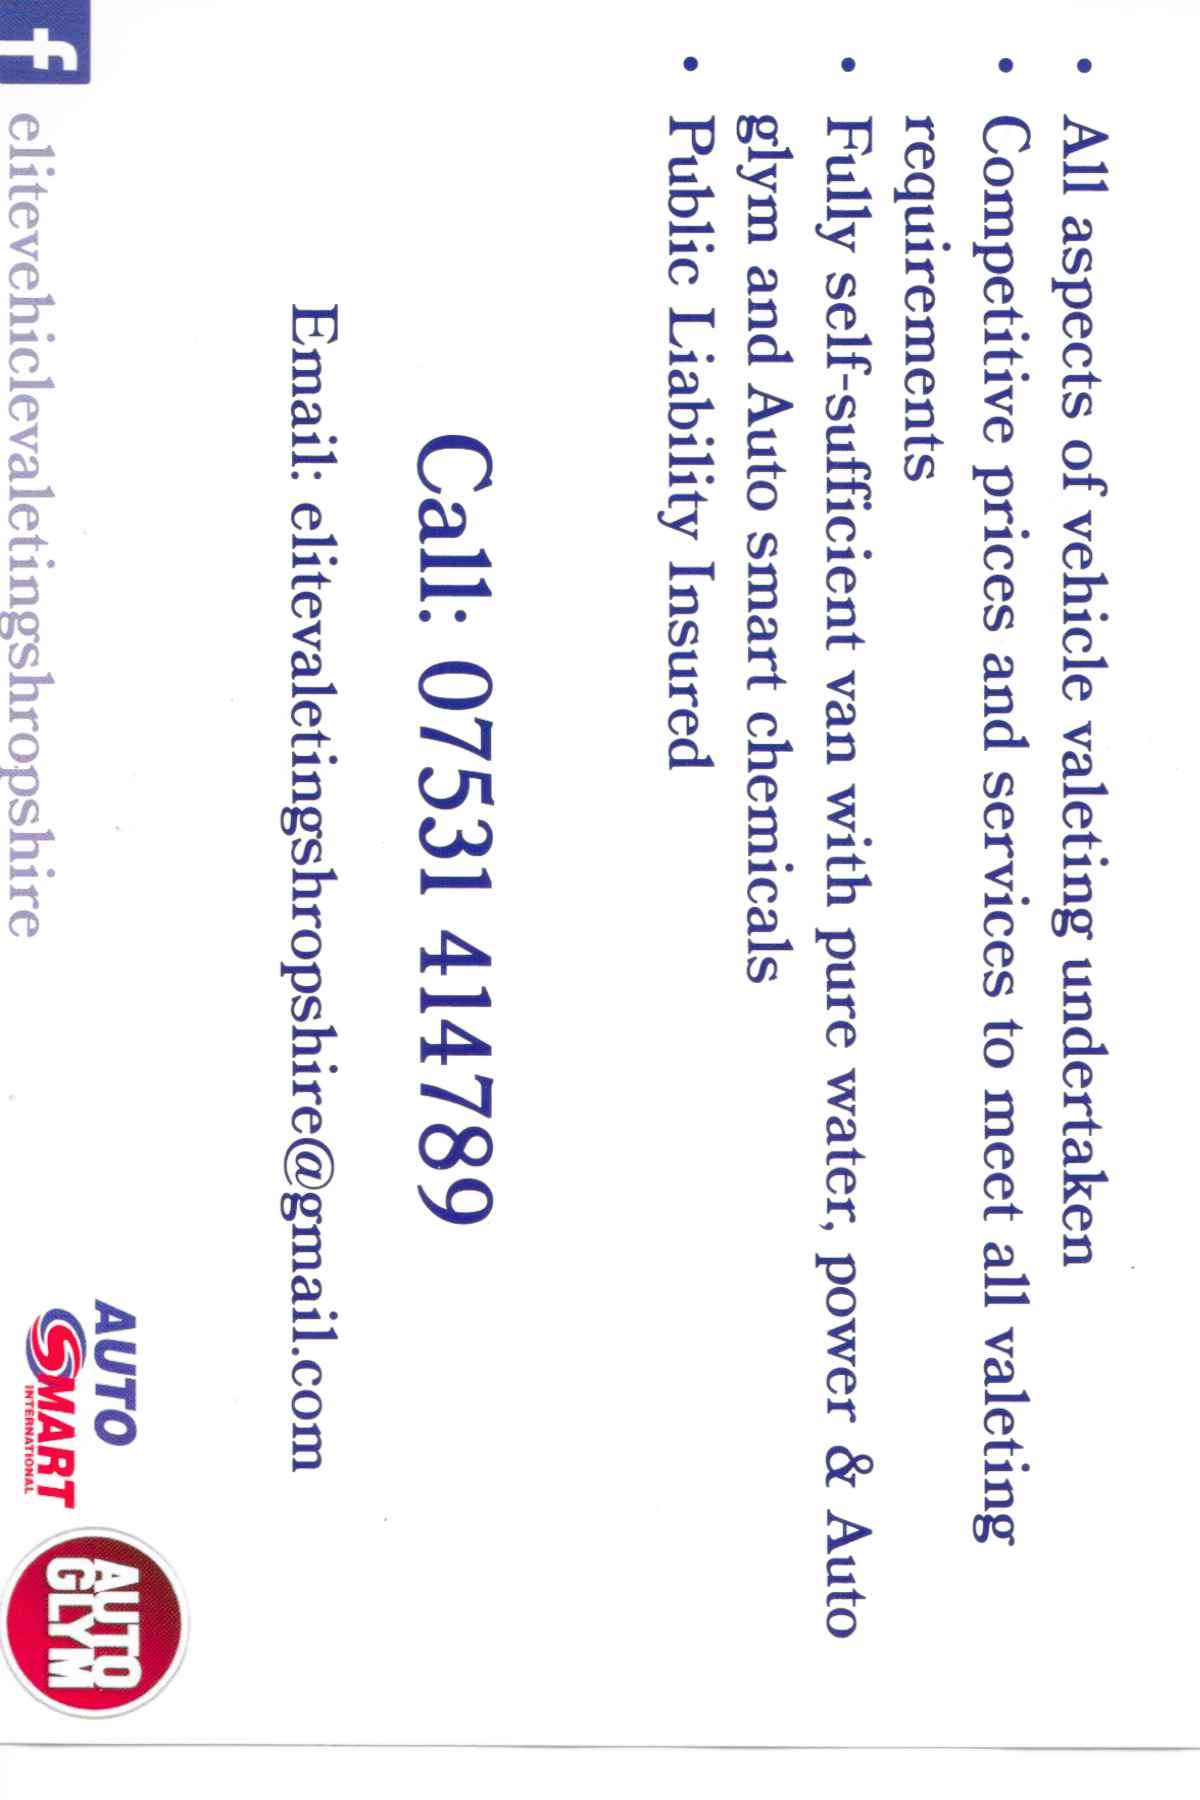 • All aspects of vehicle valeting undertaken
• Competitive prices and services to meet all valeting
requirements
• Fully self-sufficient van with pure water, power & Auto
glym and Auto smart chemicals
• Public Liability Insured
Call: 07531 414789
Email: elitevaletingshropshire@gmail.com
AUTO
SMART
INTERNATIONAL
AUTO
GLYM
f elitevehiclevaletingshropshire